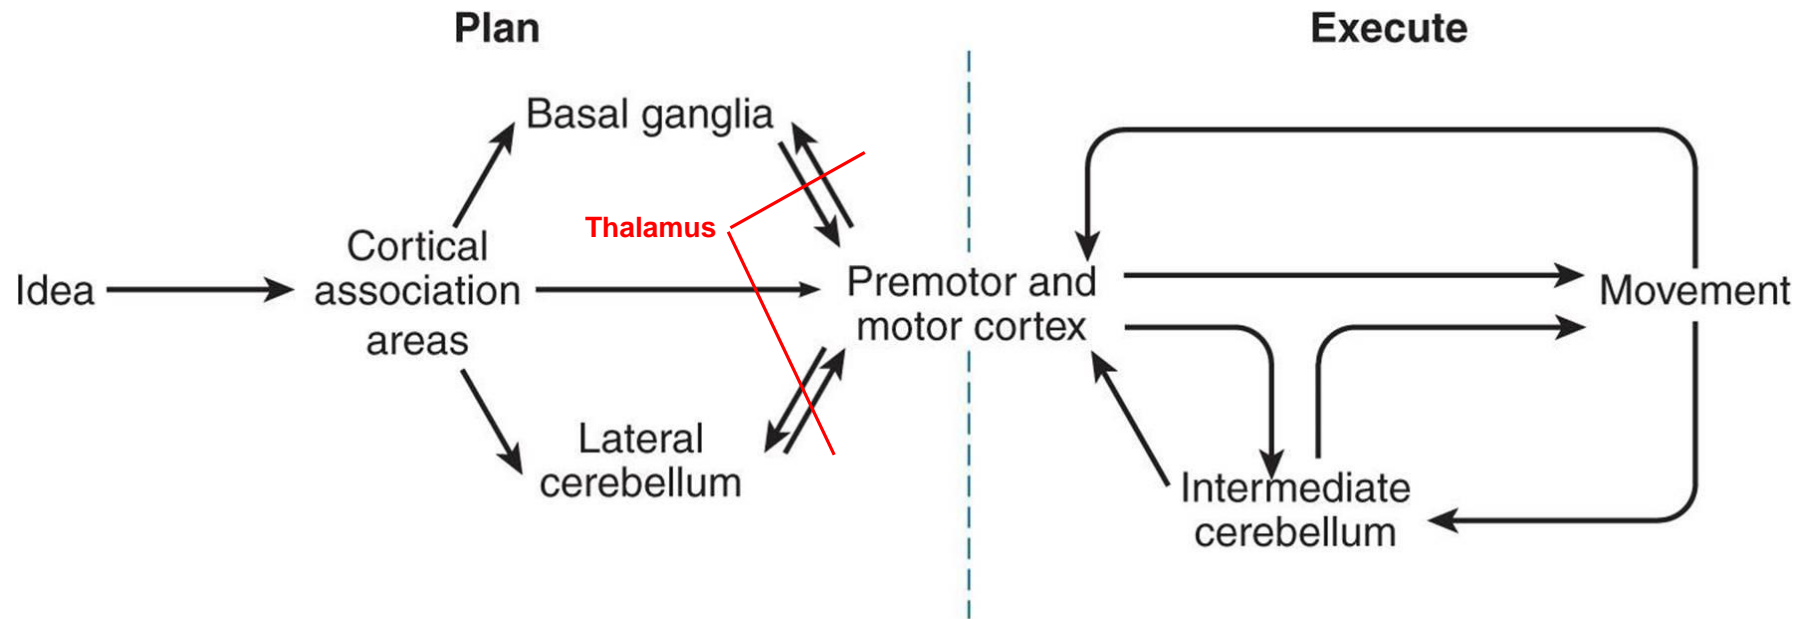 Plan
Execute
Basal ganglia
Thalamus
Idea
Cortical
association
areas
Premotor and
motor cortex
Movement
Lateral
cerebellum
Intermediate
cerebellum